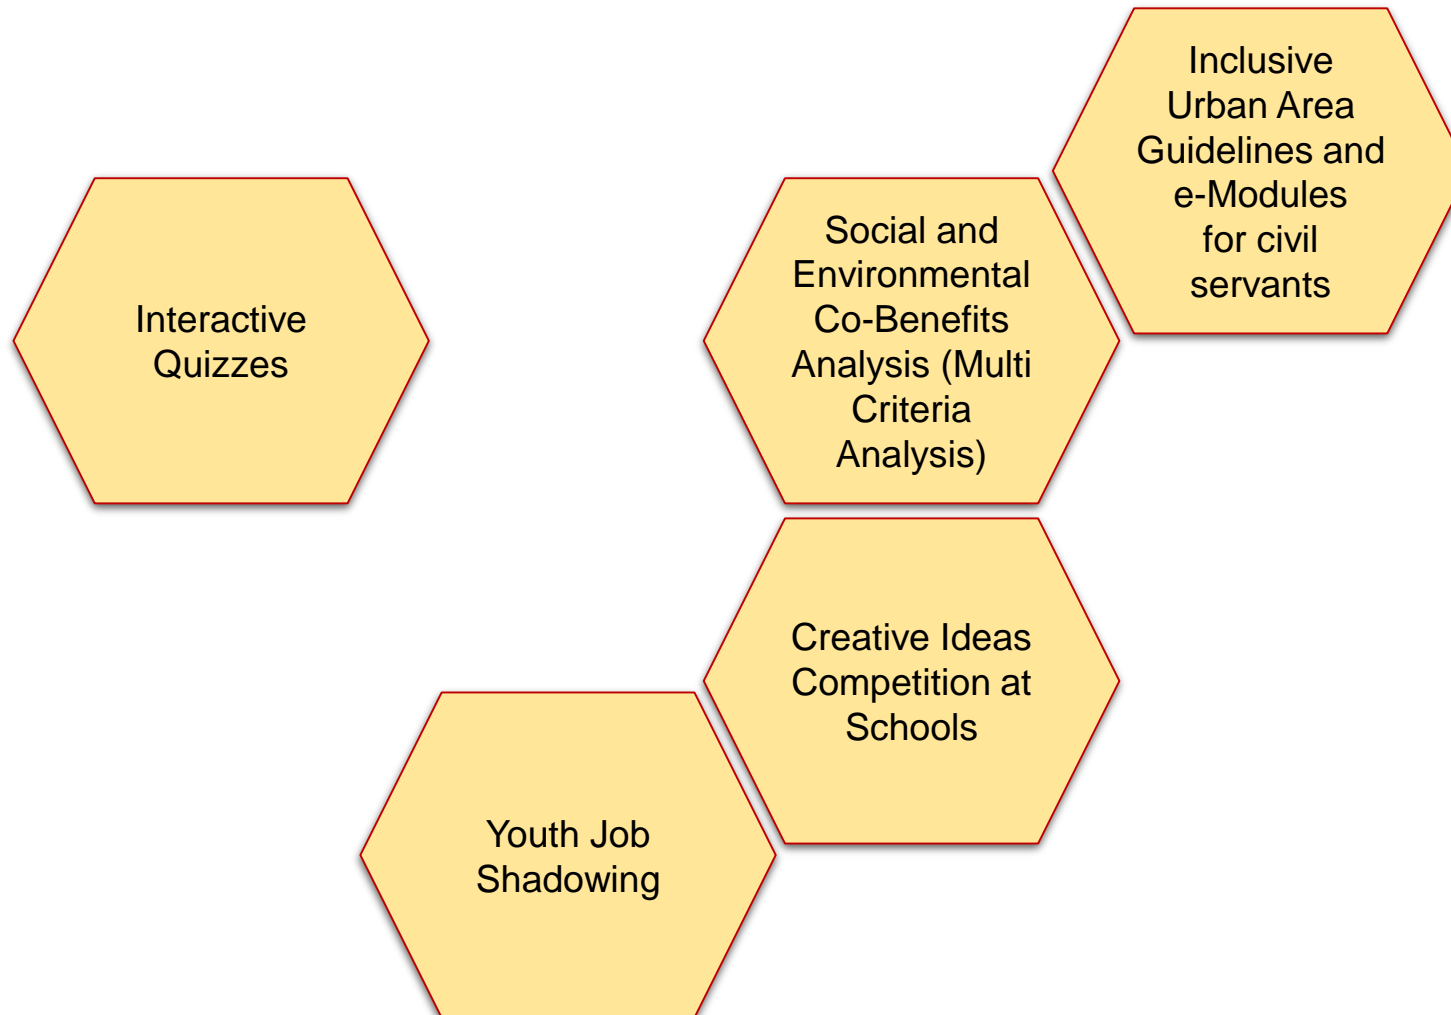 Inclusive
Urban Area
Guidelines and
e-Modules
for civil
servants
Interactive
Quizzes
Social and
Environmental
Co-Benefits
Analysis (Multi
Criteria
Analysis)
Creative Ideas
Competition at
Schools
Youth Job
Shadowing